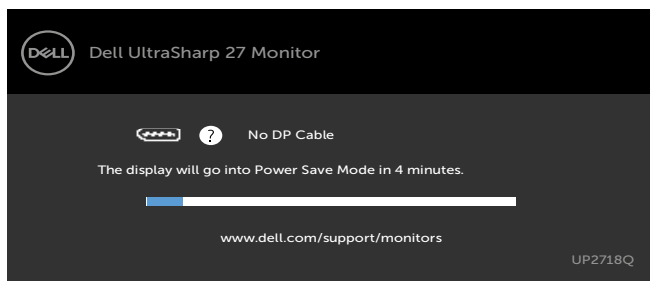 DELL Dell UltraSharp 27 Monitor
? No DP Cable
The display will go into Power Save Mode in 4 minutes.
www.dell.com/support/monitors
UP2718Q